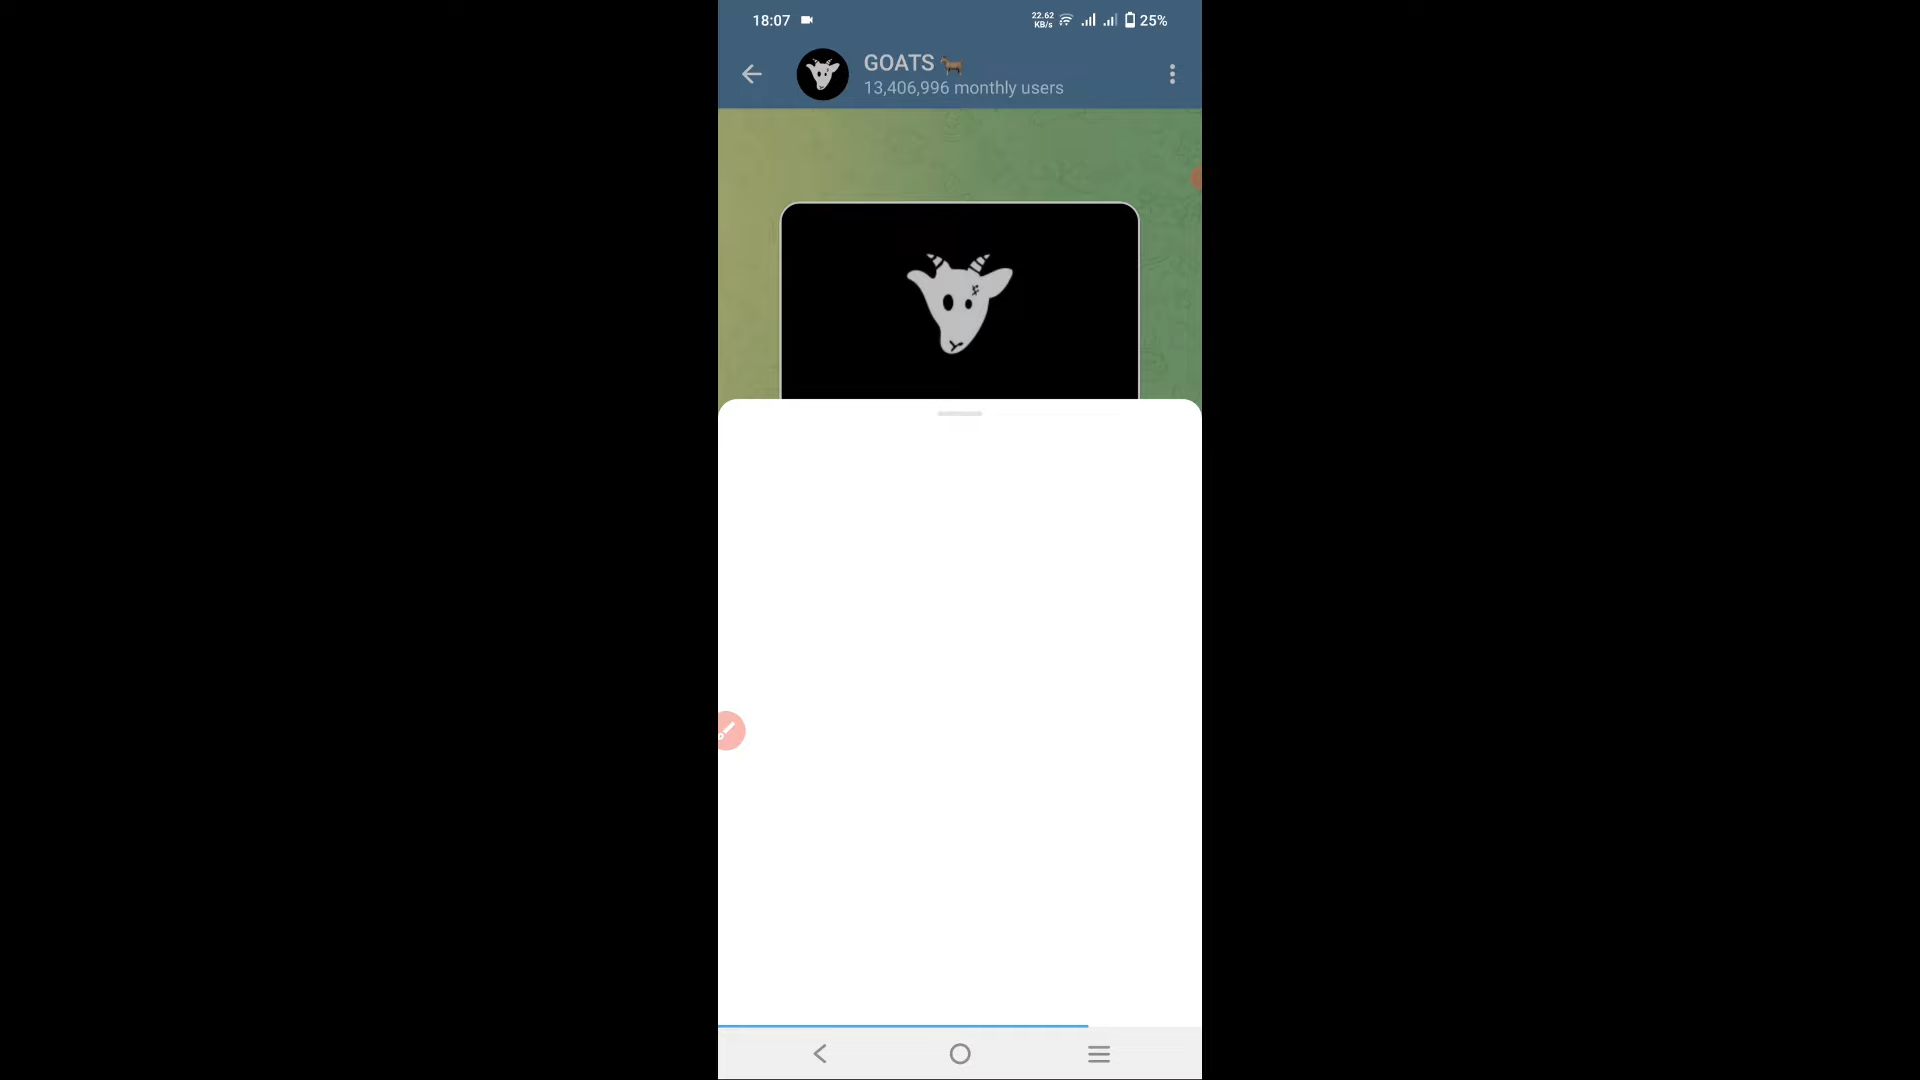 18:07
22.62
KB/s
25%
GOATS 🐐
13,406,996 monthly users